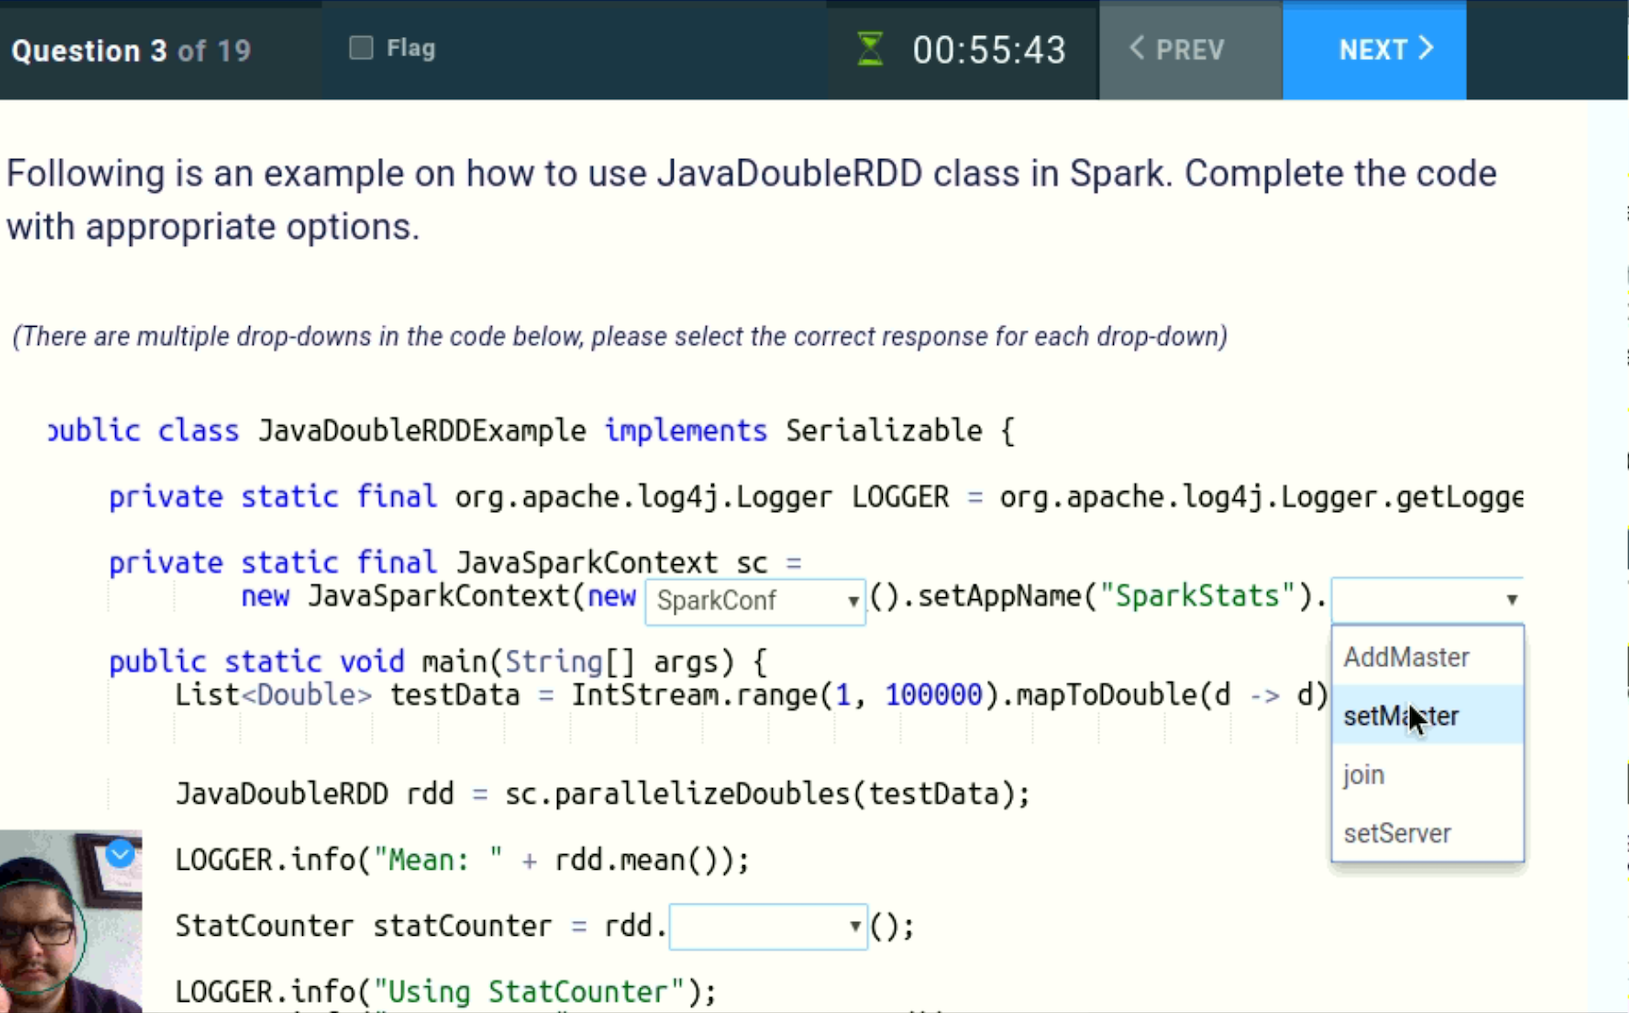 Question 3 of 19
Flag
00:55:43
PREV
NEXT
Following is an example on how to use JavaDoubleRDD class in Spark. Complete the code
with appropriate options.
(There are multiple drop-downs in the code below, please select the correct response for each drop-down)
public class JavaDoubleRDDExample implements Serializable {
private static final org.apache.log4j.Logger LOGGER = org.apache.log4j.Logger.getLogge
private static final JavaSparkContext sc =
new JavaSparkContext(new SparkConf ().setAppName("SparkStats").
AddMaster
setMaster
join
setServer
public static void main(String[] args) {
List<Double> testData = IntStream.range(1, 100000).mapToDouble(d -> d)
JavaDoubleRDD rdd = sc.parallelizeDoubles(testData);
LOGGER.info("Mean: " + rdd.mean());
StatCounter statCounter = rdd. ();
LOGGER.info("Using StatCounter");